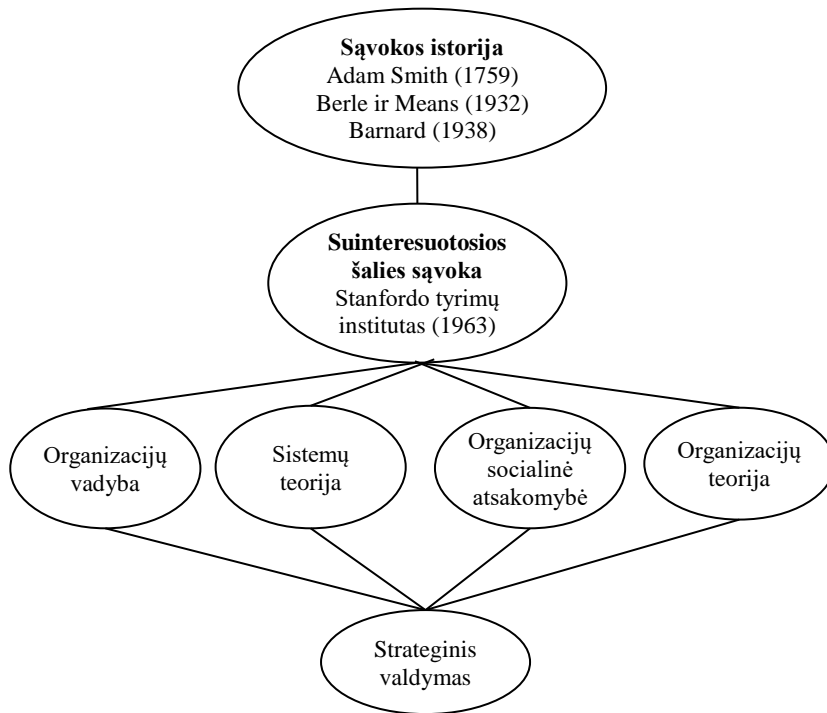 Sąvokos istorija
Adam Smith (1759)
Berle ir Means (1932)
Barnard (1938)
Suinteresuotosios
šalies sąvoka
Stanfordo tyrimų
institutas (1963)
Organizacijų
vadyba
Sistemų
teorija
Organizacijų
socialinė
atsakomybė
Organizacijų
teorija
Strateginis
valdymas